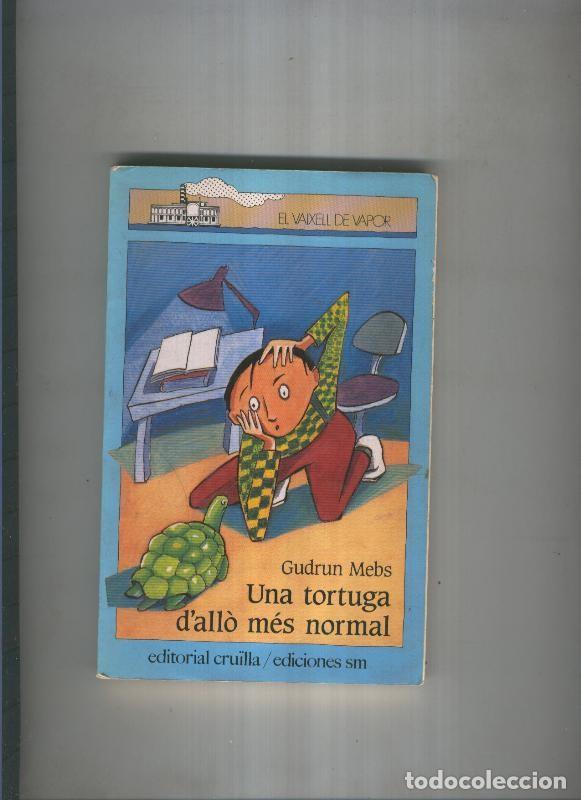 EL VAIXELL DE VAPOR
Gudrun Mebs
Una tortuga
d'allò més normal
editorial cruïlla / ediciones sm
todocoleccion